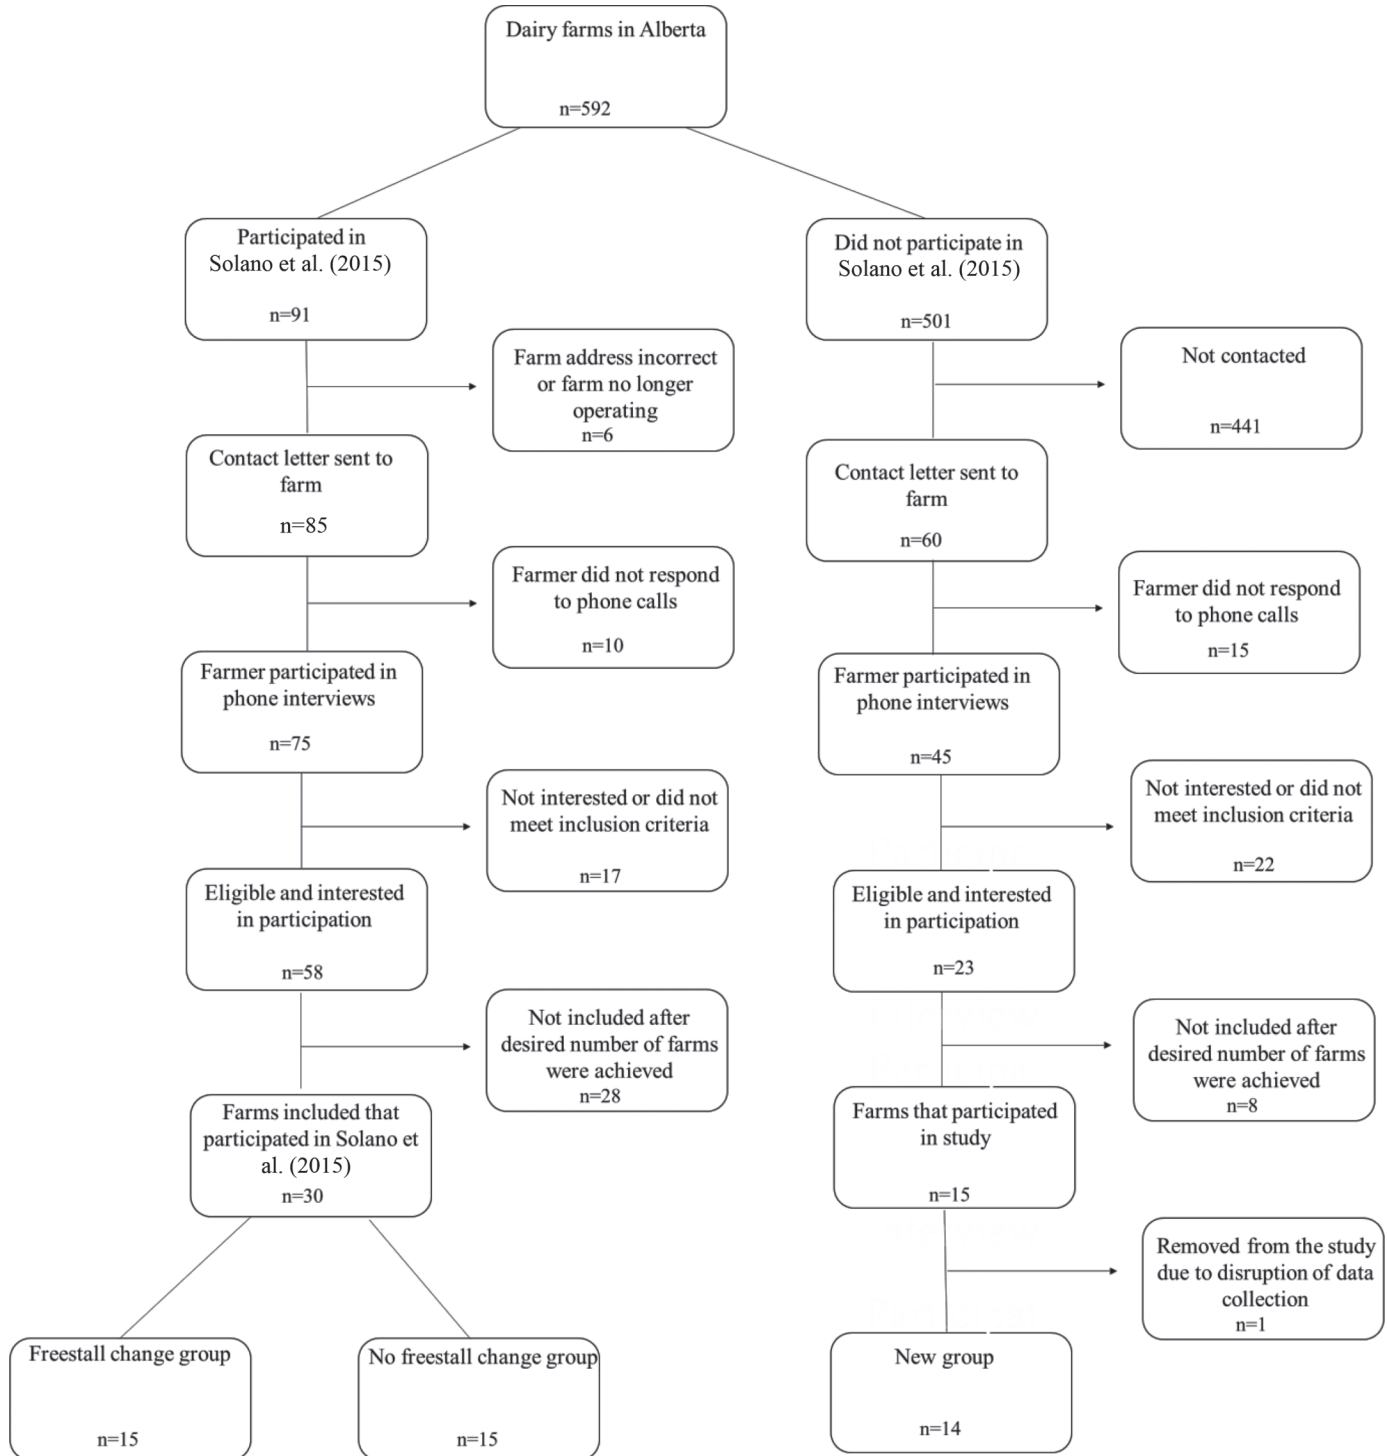 Dairy farms in Alberta
n=592
Participated in
Solano et al. (2015)
n=91
Did not participate in
Solano et al. (2015)
n=501
Farm address incorrect
or farm no longer
operating
n=6
Not contacted
n=441
Contact letter sent to
farm
n=85
Contact letter sent to
farm
n=60
Farmer did not respond
to phone calls
n=10
Farmer did not respond
to phone calls
n=15
Farmer participated in
phone interviews
n=75
Farmer participated in
phone interviews
n=45
Not interested or did not
meet inclusion criteria
n=17
Not interested or did not
meet inclusion criteria
n=22
Eligible and interested
in participation
n=58
Eligible and interested
in participation
n=23
Not included after
desired number of farms
were achieved
n=28
Not included after
desired number of farms
were achieved
n=8
Farms included that
participated in Solano et
al. (2015)
n=30
Farms that participated
in study
n=15
Removed from the study
due to disruption of data
collection
n=1
Freestall change group
n=15
No freestall change group
n=15
New group
n=14